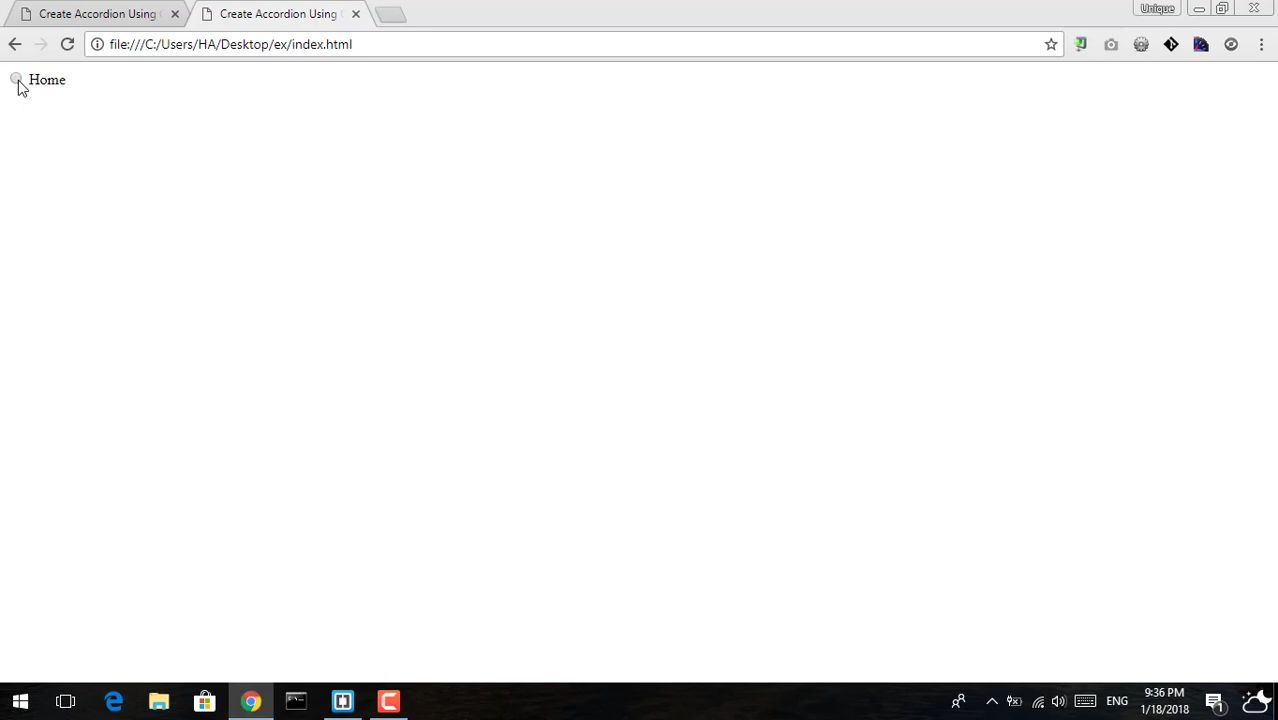 Create Accordion Using
Create Accordion Using
Unique
file:///C:/Users/HA/Desktop/ex/index.html
Home
ENG
9:36 PM
1/18/2018
1